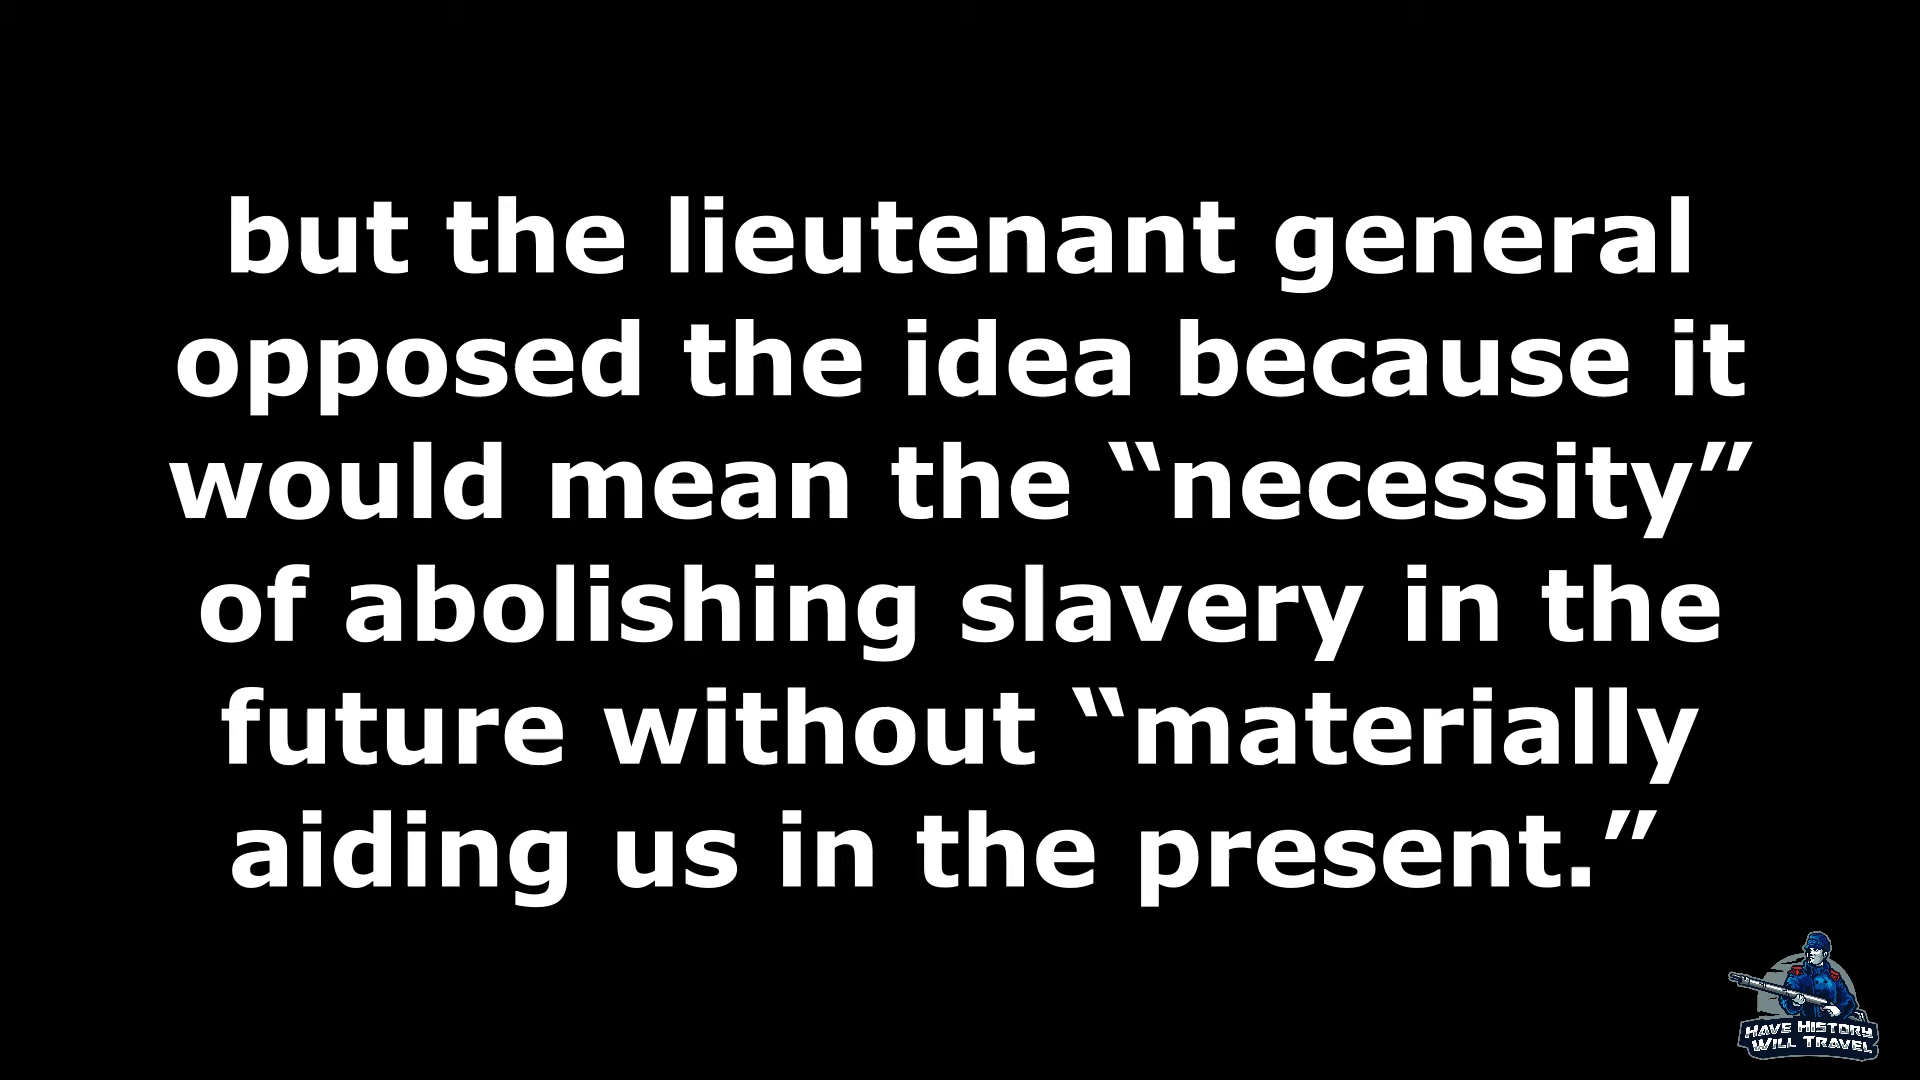 but the lieutenant general
opposed the idea because it
would mean the “necessity”
of abolishing slavery in the
future without “materially
aiding us in the present.”
HAVE HISTORY
WILL TRAVEL